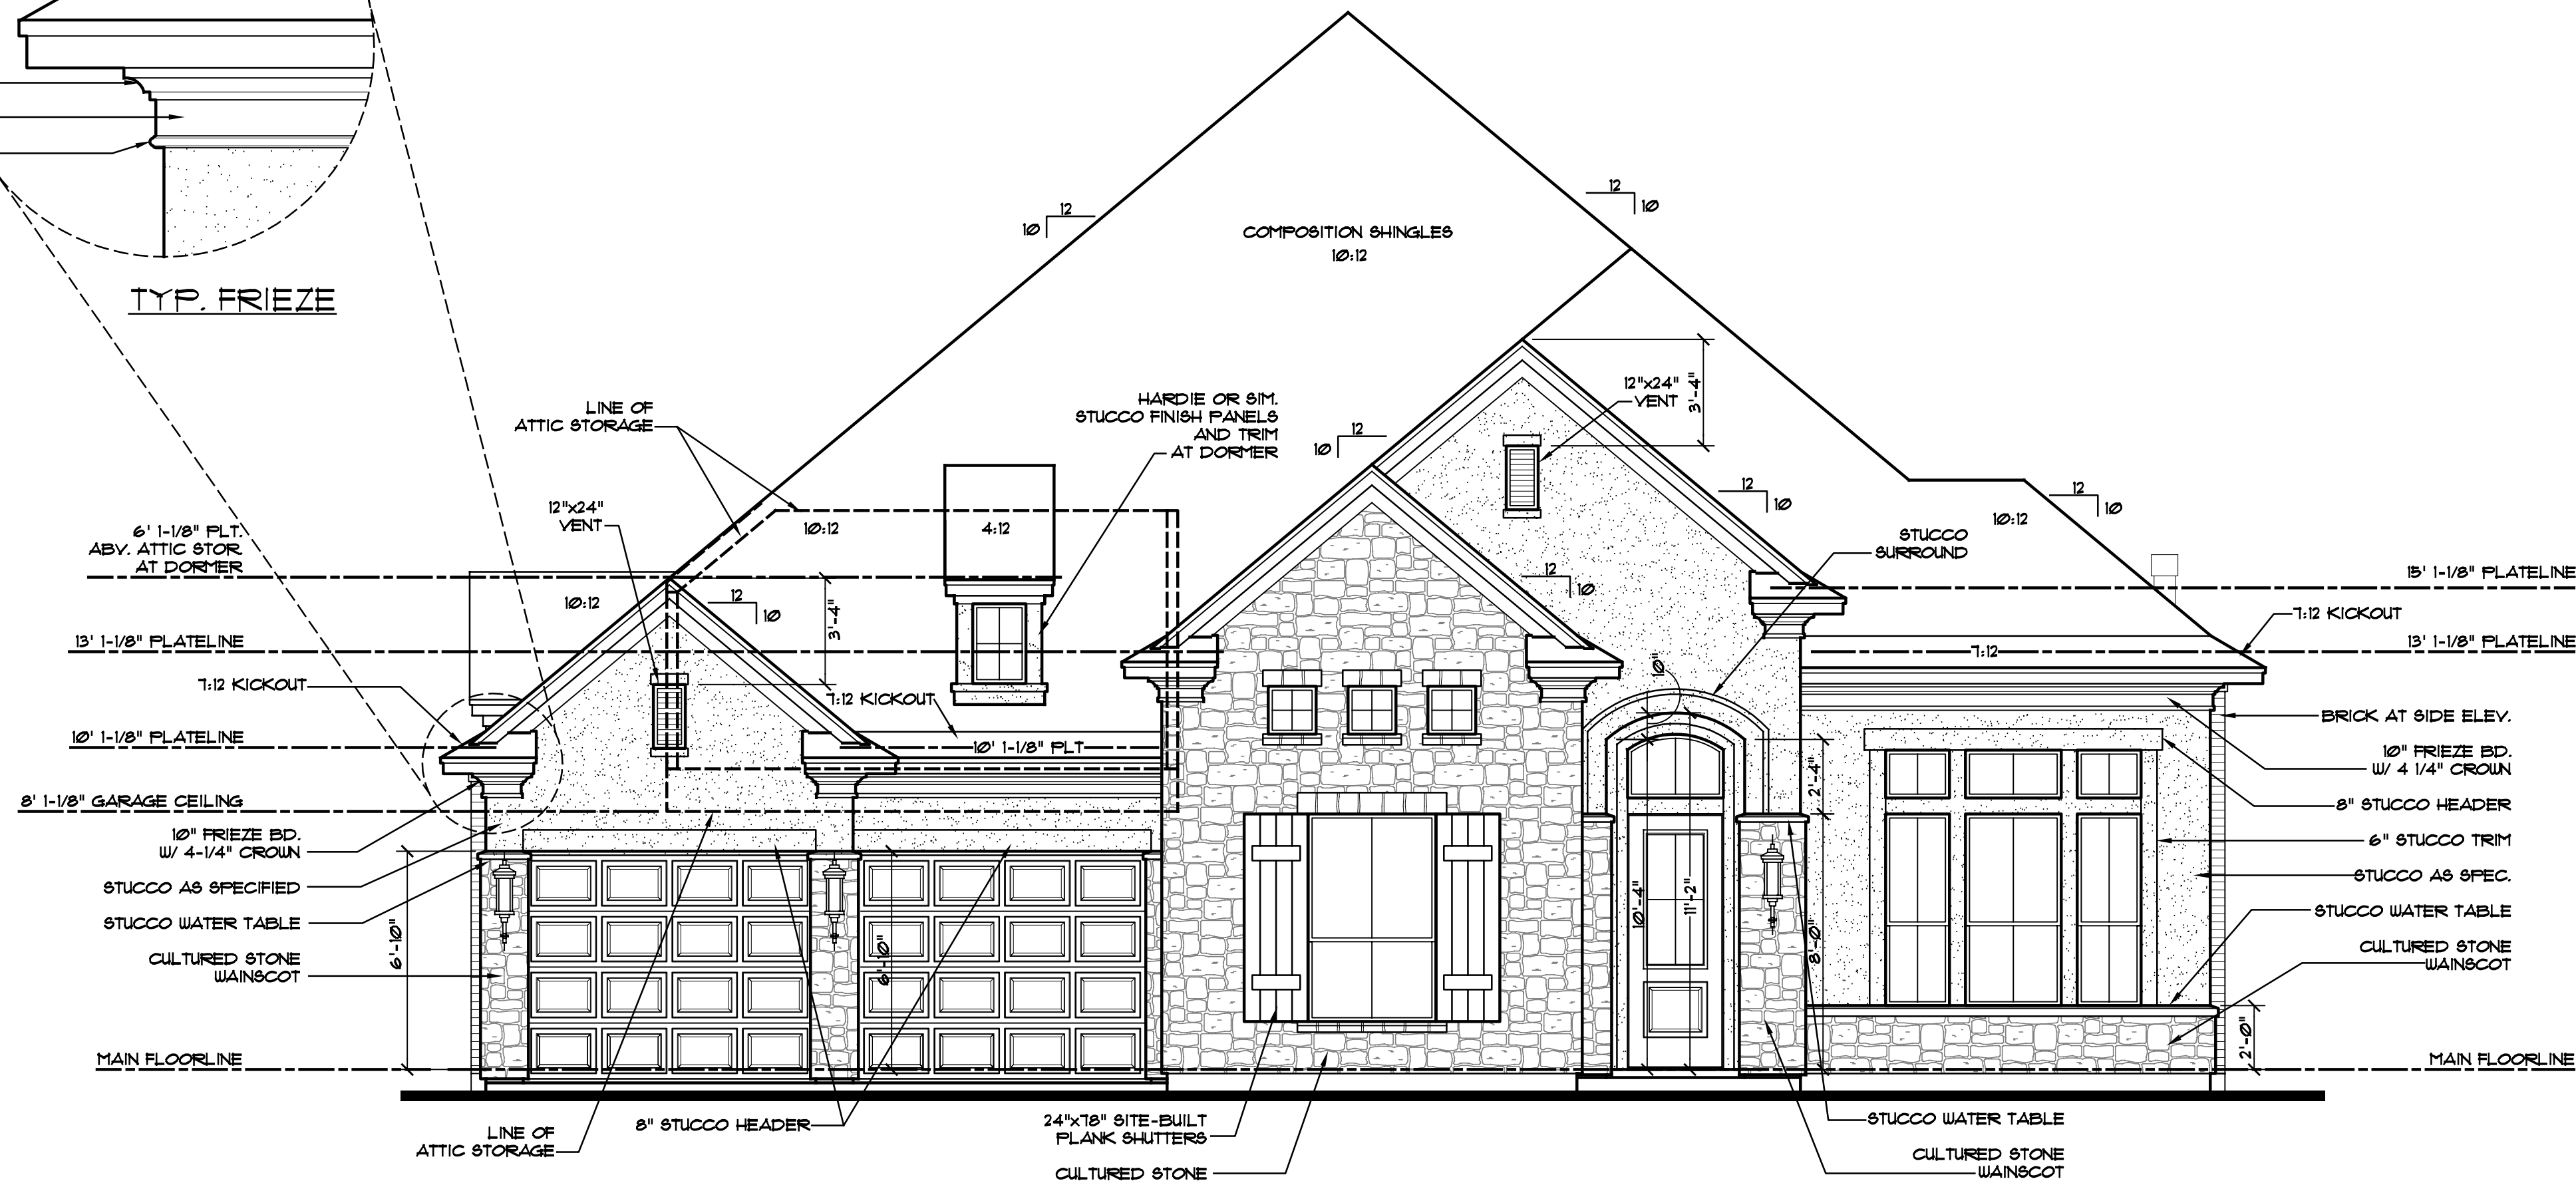 TYP. FRIEZE
12
10
12
10
COMPOSITION SHINGLES
10:12
LINE OF
ATTIC STORAGE
HARDIE OR SIM.
STUCCO FINISH PANELS
AND TRIM
AT DORMER
12"x24"
VENT
3'-4"
12
10
12
10
12
10
12"x24"
VENT
10:12
4:12
10:12
STUCCO
SURROUND
6' 1-1/8" PLT.
ABV. ATTIC STOR.
AT DORMER
15' 1-1/8" PLATELINE
10:12
12
10
3'-4"
12
10
7:12 KICKOUT
13' 1-1/8" PLATELINE
13' 1-1/8" PLATELINE
7:12
10"
7:12 KICKOUT
7:12 KICKOUT
BRICK AT SIDE ELEV.
10' 1-1/8" PLATELINE
10' 1-1/8" PLT
10" FRIEZE BD.
W/ 4 1/4" CROWN
2'-4"
8' 1-1/8" GARAGE CEILING
8" STUCCO HEADER
10" FRIEZE BD.
W/ 4-1/4" CROWN
6" STUCCO TRIM
STUCCO AS SPECIFIED
STUCCO AS SPEC.
10'-4"
11'-2"
STUCCO WATER TABLE
STUCCO WATER TABLE
6'-10"
6'-10"
8'-0"
CULTURED STONE
WAINSCOT
CULTURED STONE
WAINSCOT
2'-0"
MAIN FLOORLINE
MAIN FLOORLINE
LINE OF
ATTIC STORAGE
8" STUCCO HEADER
24"x78" SITE-BUILT
PLANK SHUTTERS
CULTURED STONE
STUCCO WATER TABLE
CULTURED STONE
WAINSCOT